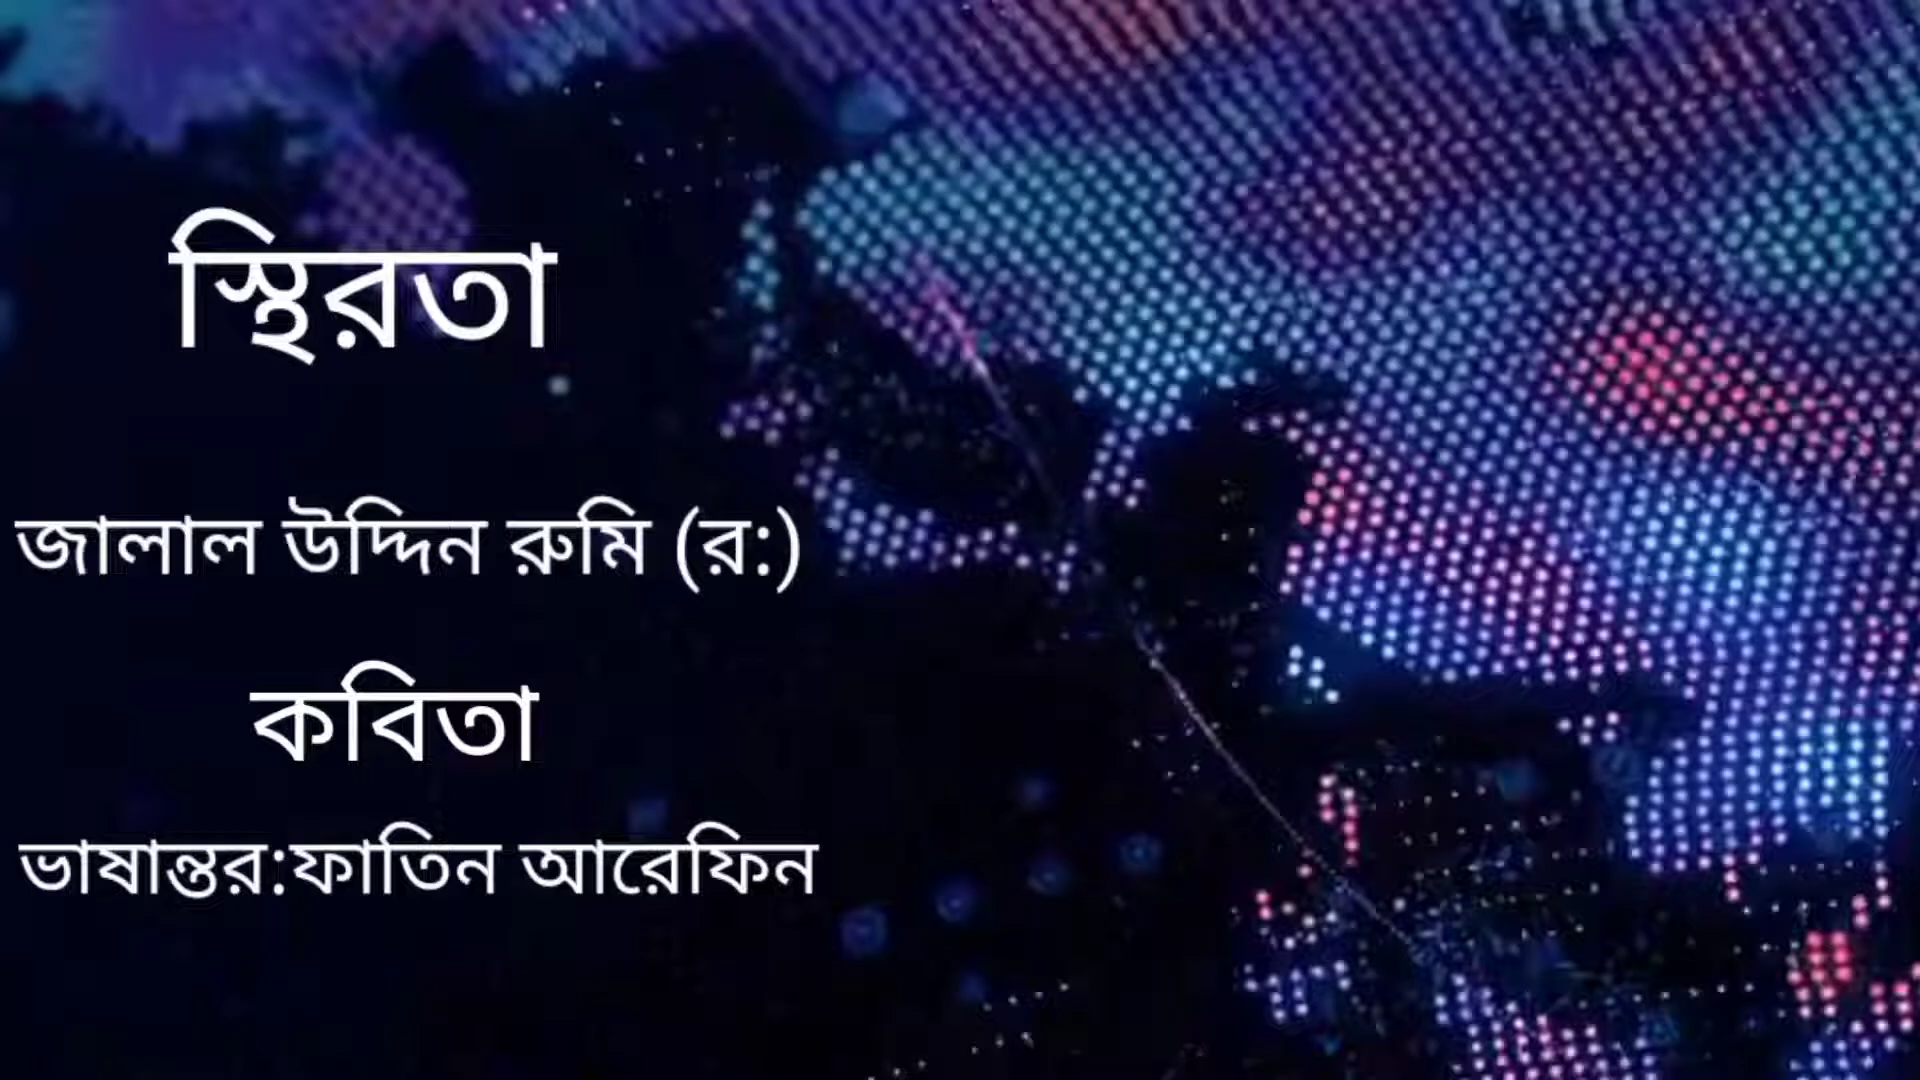 স্থিরতা
জালাল উদ্দিন রুমি (র:)
কবিতা
ভাষান্তর:ফাতিন আরেফিন